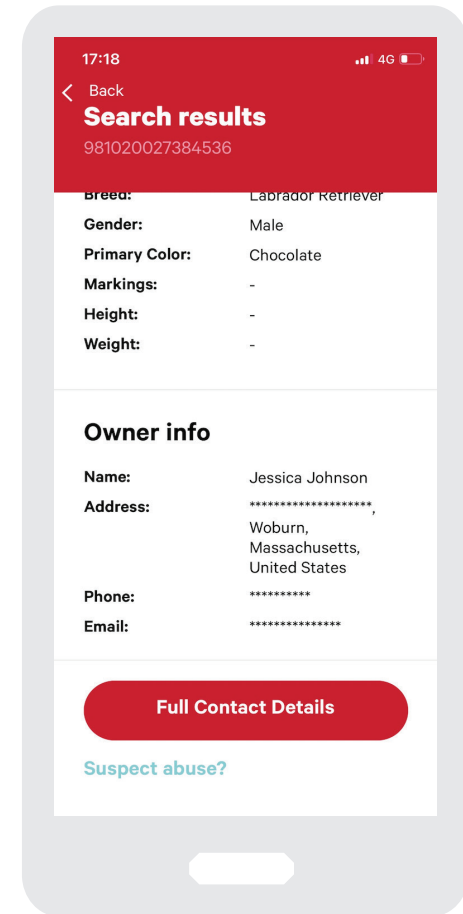 17:18 4G
Back
Search results
981020027384536
Breed: Labrador Retriever
Gender: Male
Primary Color: Chocolate
Markings: -
Height: -
Weight: -
Owner info
Name: Jessica Johnson
Address: ********************,
Woburn,
Massachusetts,
United States
Phone: **********
Email: ***************
Full Contact Details
Suspect abuse?